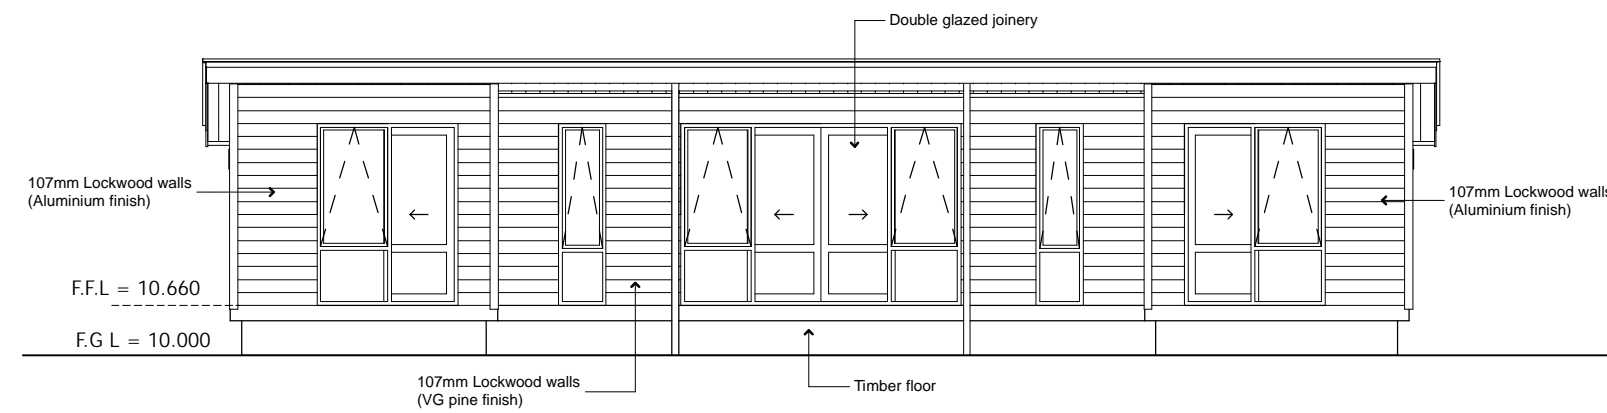 Double glazed joinery
107mm Lockwood walls
(Aluminium finish)
107mm Lockwood walls
(Aluminium finish)
F.F.L = 10.660
F.G L = 10.000
107mm Lockwood walls
(VG pine finish)
Timber floor